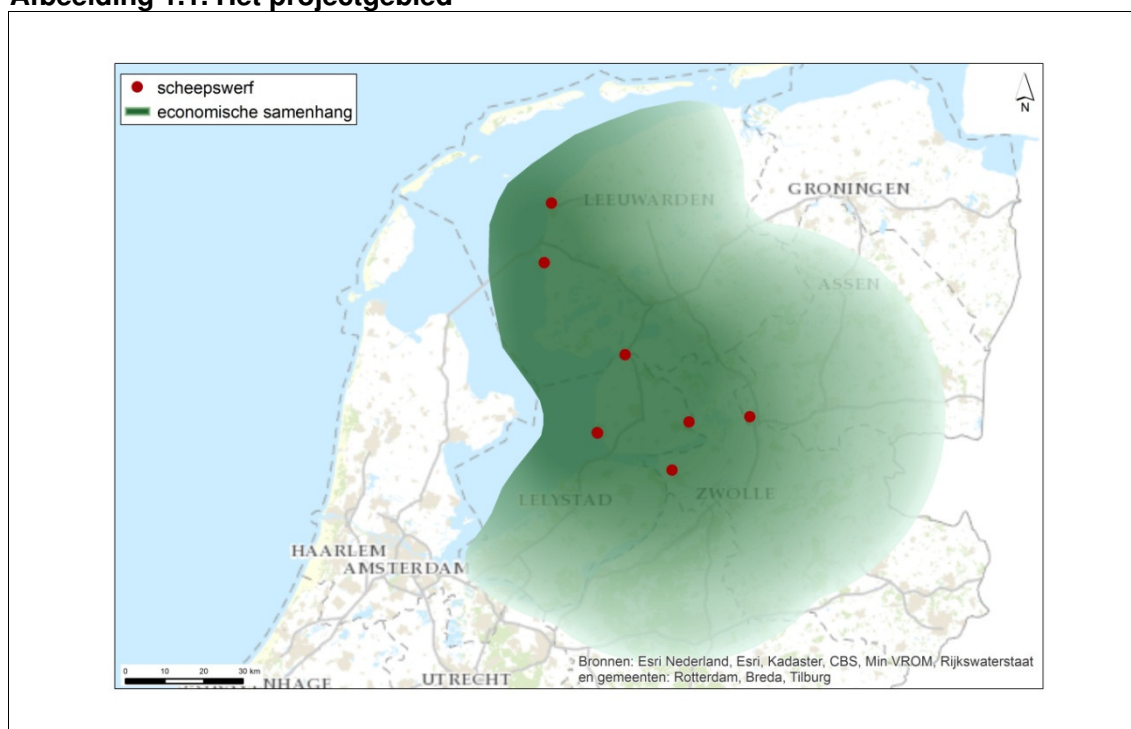 Afbeelding 1.1. Het projectgebied
scheepswerf
economische samenhang
N
GRONINGEN
LEEUWARDEN
ASSEN
LELYSTAD
ZWOLLE
HAARLEM
AMSTERDAM
UTRECHT
0 10 20 30 km
Bronnen: Esri Nederland, Esri, Kadaster, CBS, Min VROM, Rijkswaterstaat
en gemeenten: Rotterdam, Breda, Tilburg